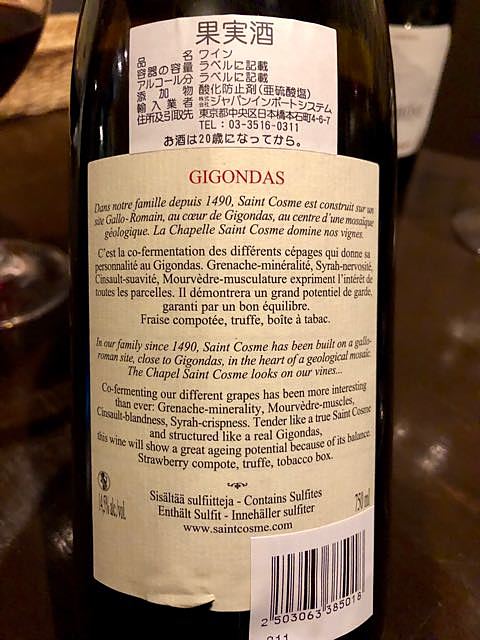 果実酒
品名 ワイン
容器の容量 ラベルに記載
アルコール分 ラベルに記載
添加物 酸化防止剤(亜硫酸塩)
輸入業者 株式会社ジャパンインポートシステム
住所及引取先 東京都中央区日本橋本石町4-6-7
TEL:03-3516-0311
お酒は20歳になってから。
GIGONDAS
Dans notre famille depuis 1490, Saint Cosme est construit sur un
site Gallo-Romain, au cœur de Gigondas, au centre d'une mosaïque
géologique. La Chapelle Saint Cosme domine nos vignes.
C'est la co-fermentation des différents cépages qui donne sa
personnalité au Gigondas. Grenache-minéralité, Syrah-nervosité,
Cinsault-suavité, Mourvèdre-musculature expriment l'intérêt de
toutes les parcelles. Il démontrera un grand potentiel de garde,
garanti par un bon équilibre.
Fraise compotée, truffe, boîte à tabac.
In our family since 1490, Saint Cosme has been built on a gallo-
roman site, close to Gigondas, in the heart of a geological mosaic.
The Chapel Saint Cosme looks on our vines...
Co-fermenting our different grapes has been more interesting
than ever: Grenache-minerality, Mourvèdre-muscles,
Cinsault-blandness, Syrah-crispness. Tender like a true Saint Cosme
and structured like a real Gigondas,
this wine will show a great ageing potential because of its balance.
Strawberry compote, truffe, tobacco box.
Sisältää sulfiitteja - Contains Sulfites
14,5% alc./vol. Enthält Sulfit - Innehåller sulfiter 750 ml
www.saintcosme.com
2 503063 385018
011